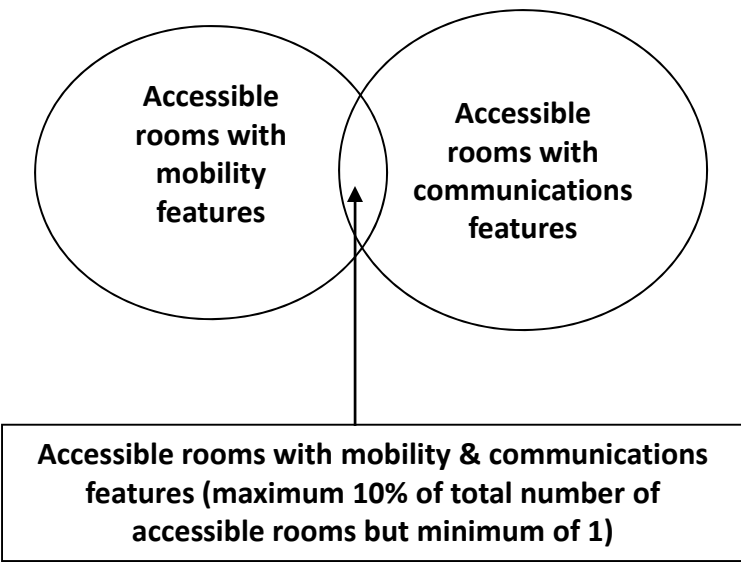 Accessible
rooms with
mobility
features
Accessible
rooms with
communications
features
Accessible rooms with mobility & communications
features (maximum 10% of total number of
accessible rooms but minimum of 1)